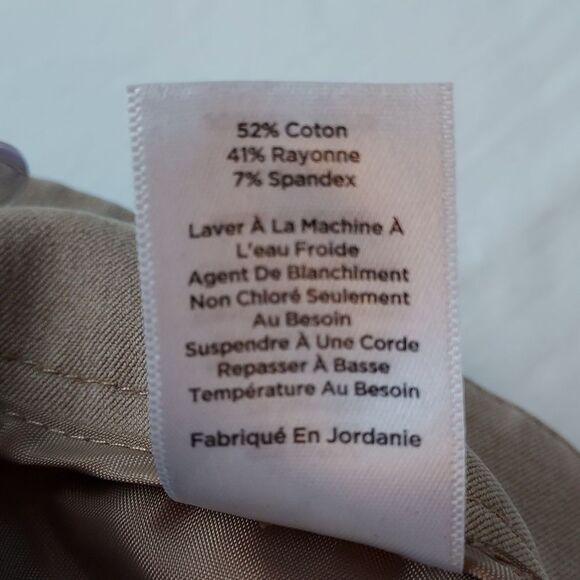 52% Coton
41% Rayonne
7% Spandex
Laver À La Machine À
L'eau Froide
Agent De Blanchiment
Non Chloré Seulement
Au Besoin
Suspendre À Une Corde
Repasser À Basse
Température Au Besoin
Fabriqué En Jordanie